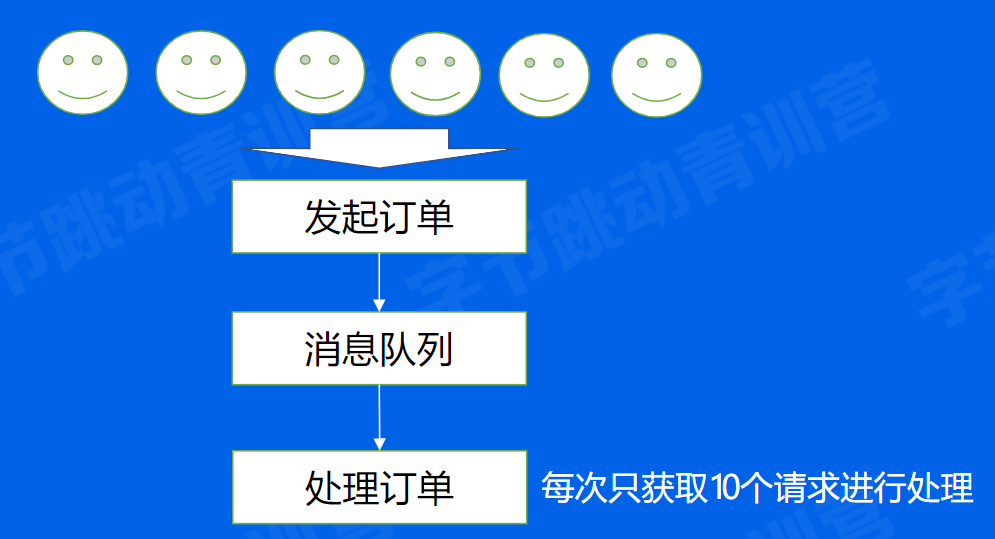 发起订单
消息队列
处理订单
每次只获取10个请求进行处理
字节跳动青训营
字节跳动青训营